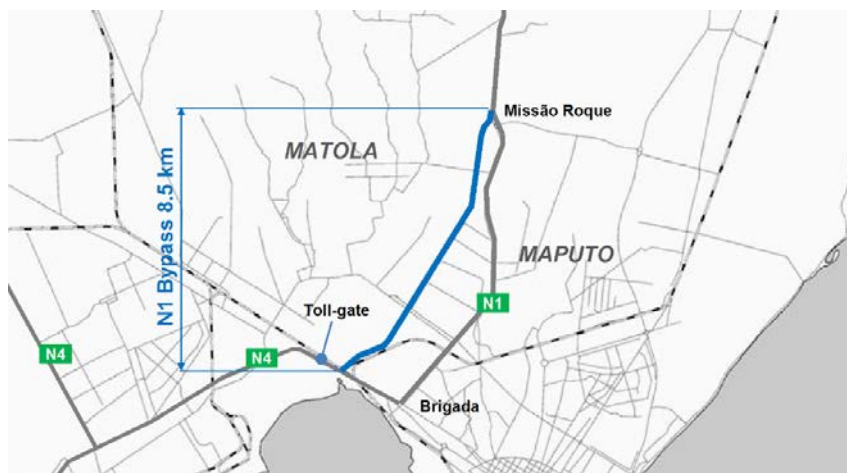 Missão Roque
MATOLA
N1 Bypass 8.5 km
MAPUTO
Toll-gate
N1
N4
N4
Brigada